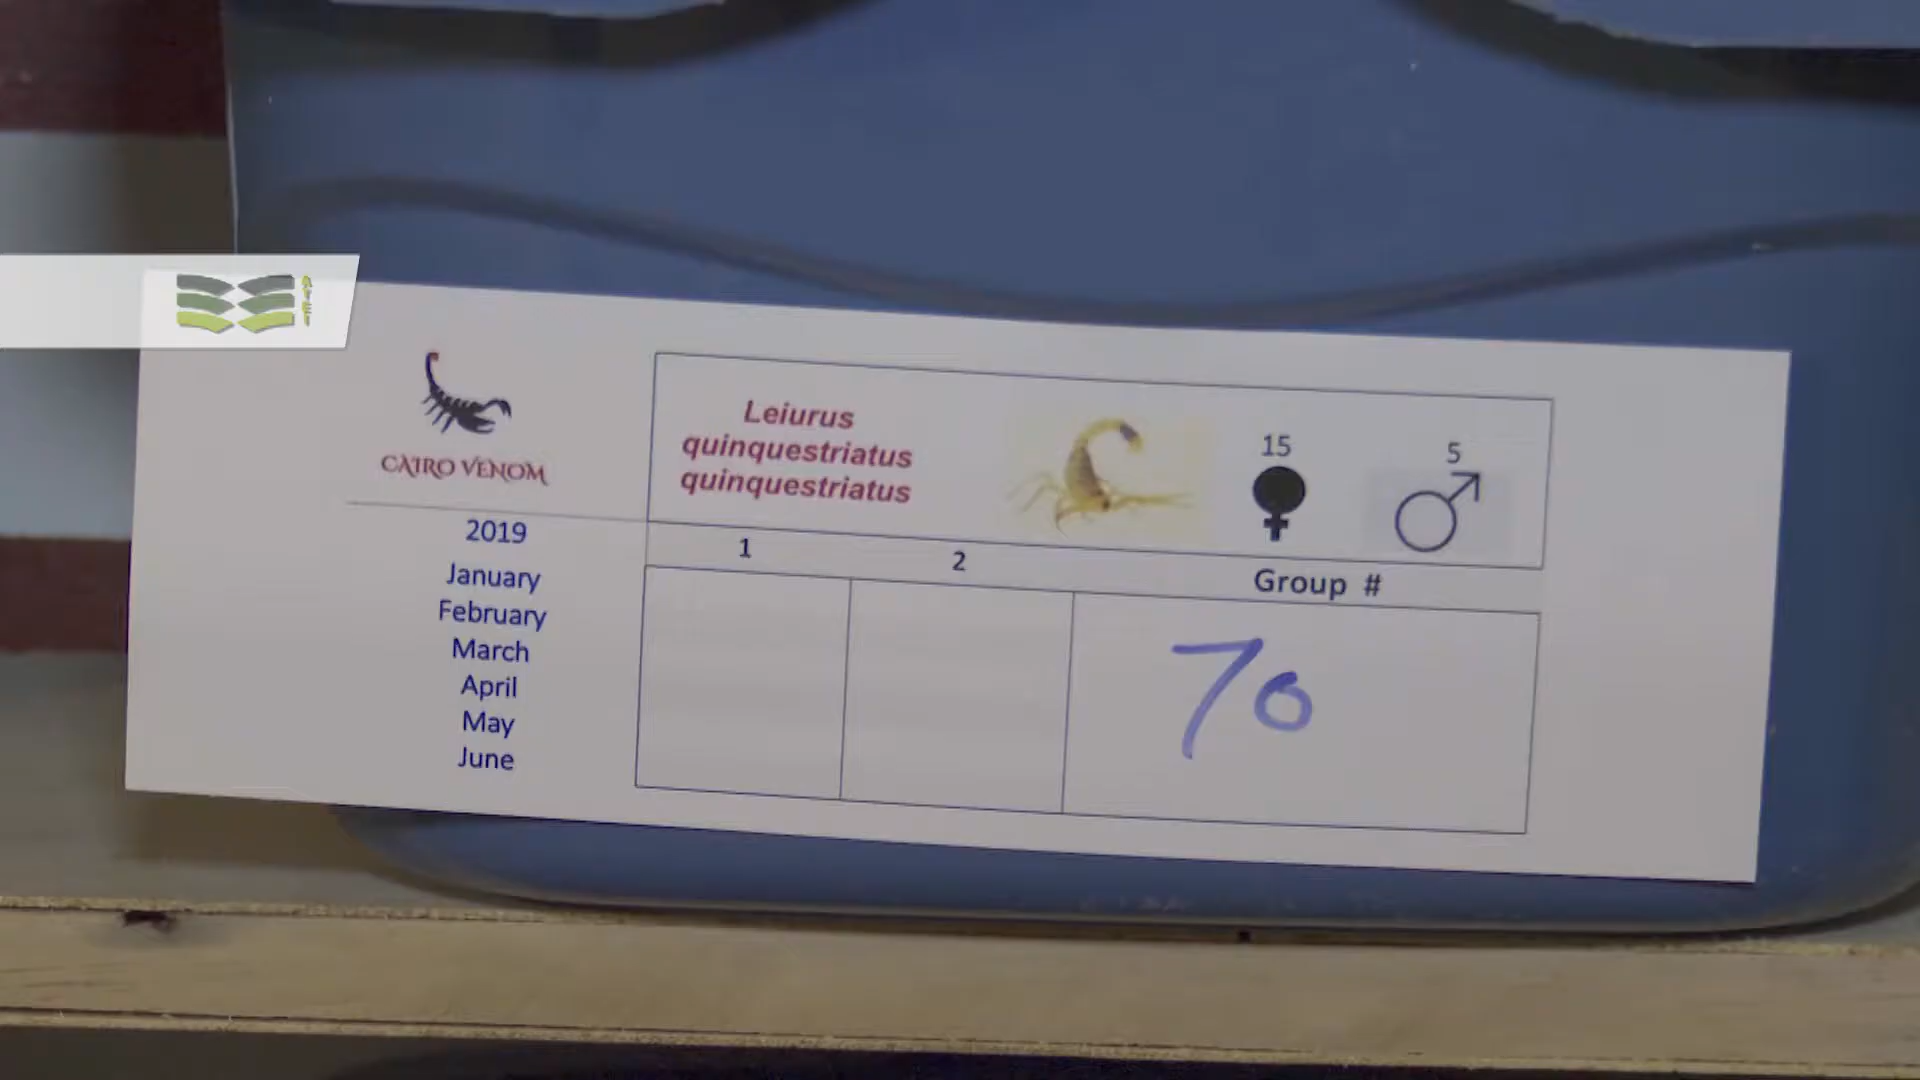 CAIRO VENOM
Leiurus
quinquestriatus
quinquestriatus
15
5
2019
1
2
Group #
January
February
March
April
May
June
70